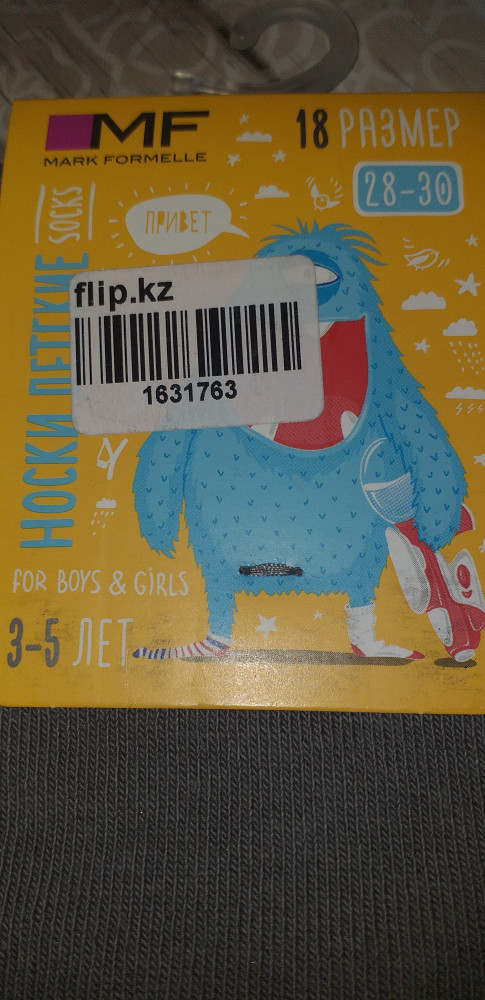 MF
MARK FORMELLE
18 РАЗМЕР
28-30
ПРИВЕТ
НОСКИ ДЕТСКИЕ
SOCKS
flip.kz
1631763
FOR BOYS & GIRLS
3-5 ЛЕТ